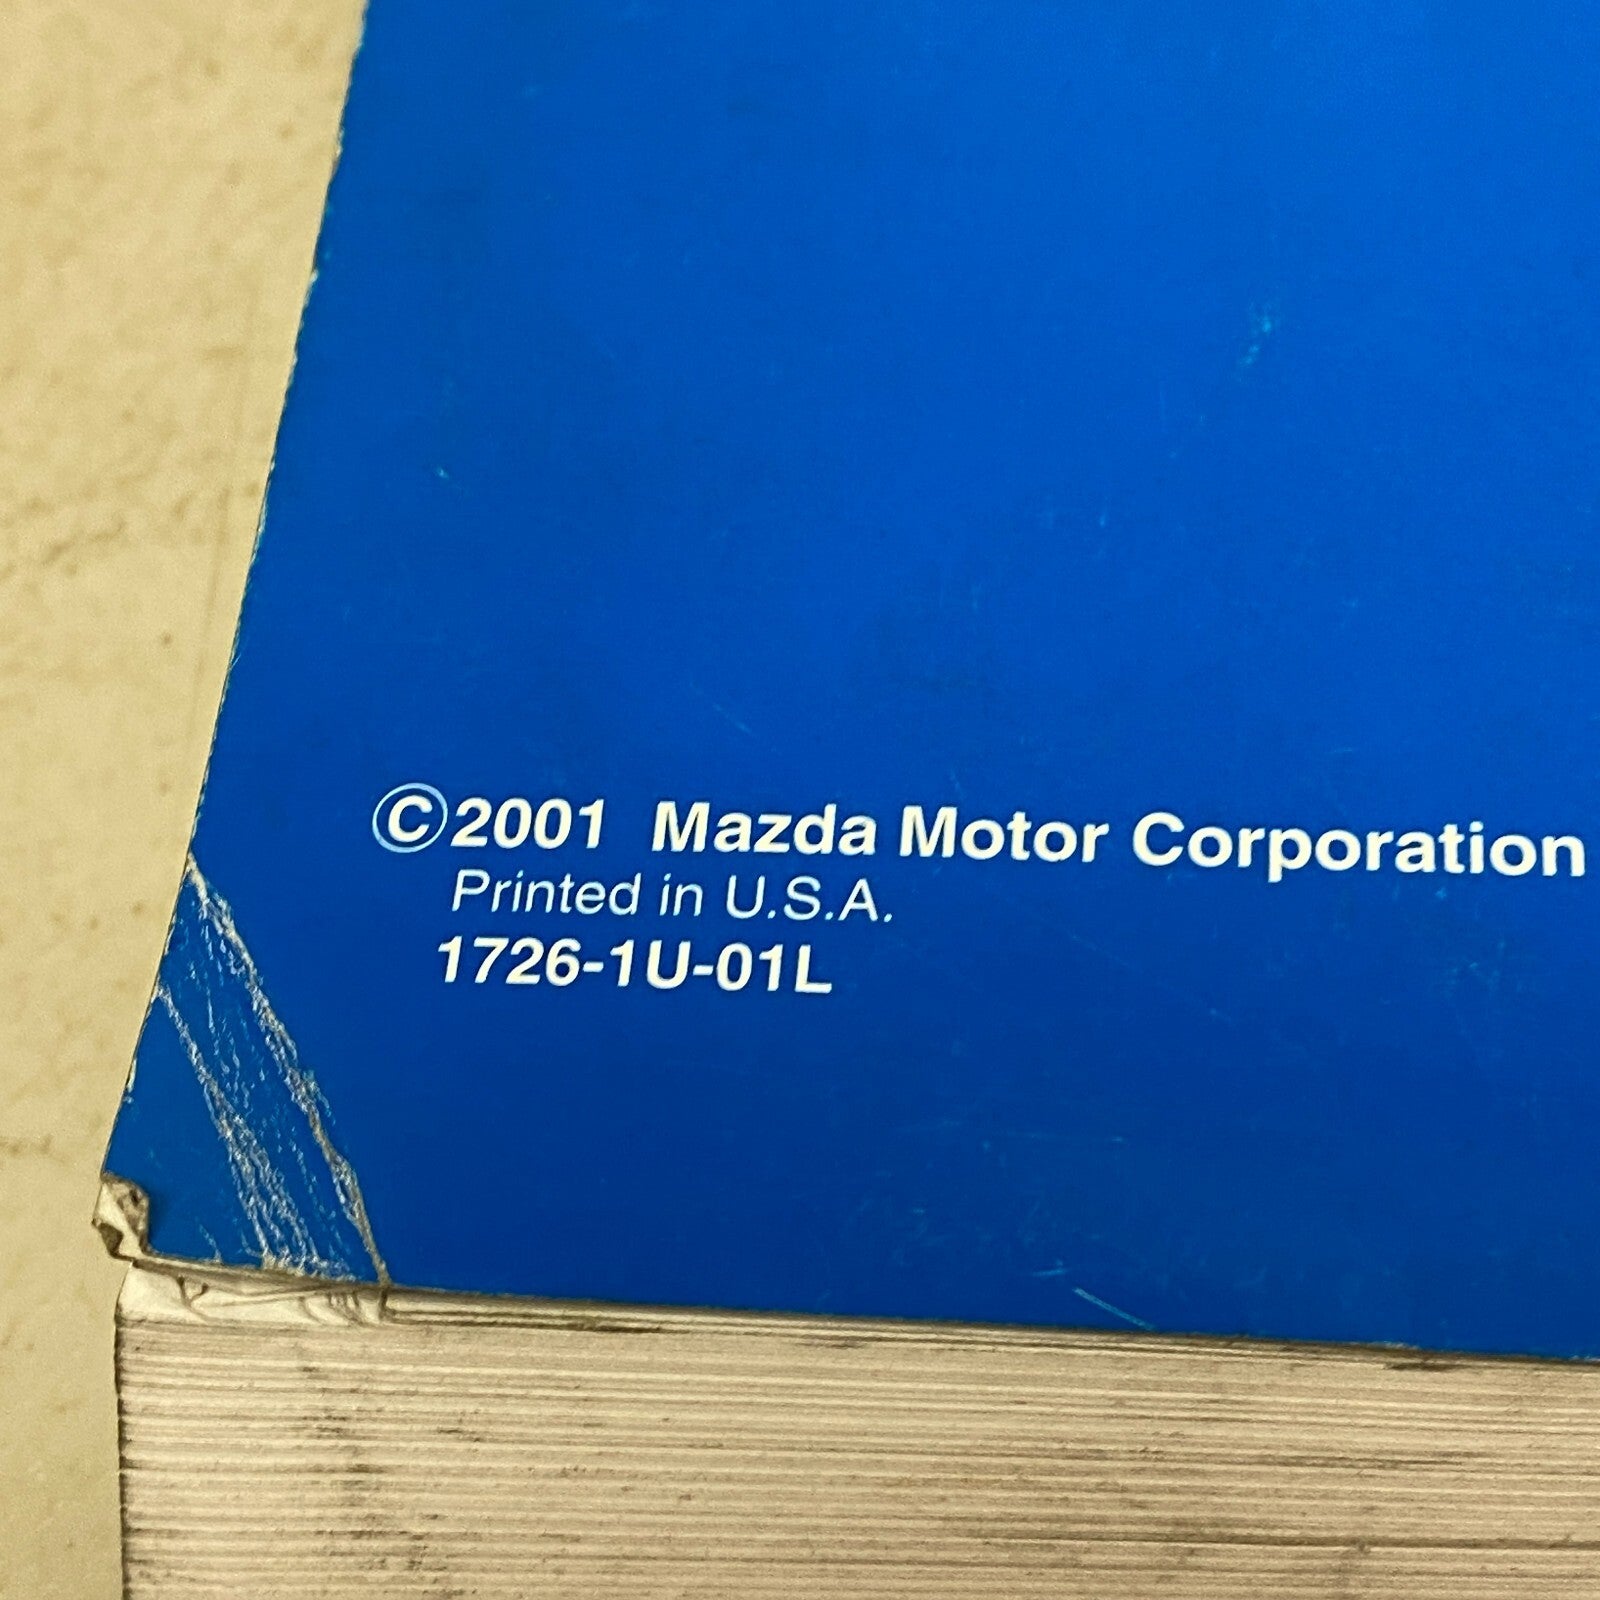 ©2001 Mazda Motor Corporation
Printed in U.S.A.
1726-1U-01L